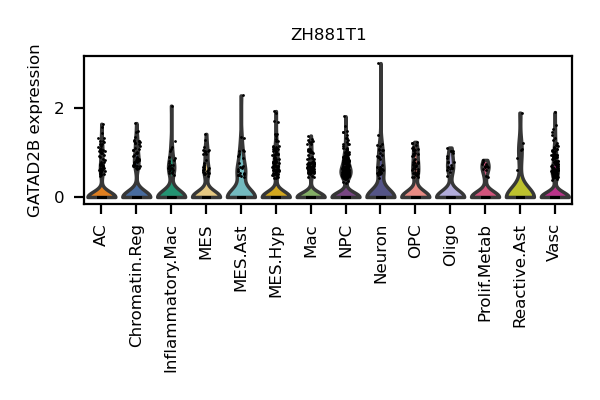 ZH881T1
GATAD2B expression
2
0
AC
Chromatin.Reg
Inflammatory.Mac
MES
MES.Ast
MES.Hyp
Mac
NPC
Neuron
OPC
Oligo
Prolif.Metab
Reactive.Ast
Vasc